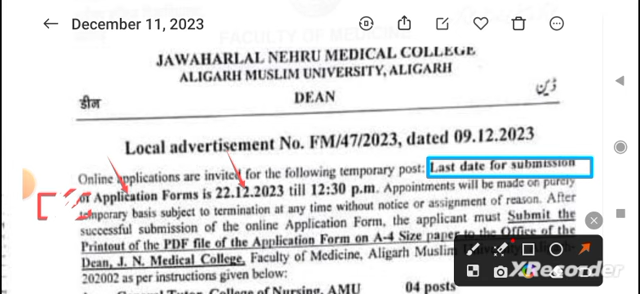 December 11, 2023
JAWAHARLAL NEHRU MEDICAL COLLEGE
ALIGARH MUSLIM UNIVERSITY, ALIGARH
डीन
DEAN
ڈین
Local advertisement No. FM/47/2023, dated 09.12.2023
Online applications are invited for the following temporary post: Last date for submission
of Application Forms is 22.12.2023 till 12:30 p.m. Appointments will be made on purely
temporary basis subject to termination at any time without notice or assignment of reason. After
successful submission of the online Application Form, the applicant must Submit the
Printout of the PDF file of the Application Form on A-4 Size paper to the Office of the
Dean, J. N. Medical College, Faculty of Medicine, Aligarh Muslim
202002 as per instructions given below:
College of Nursing, AMU 04 posts
XRecorder